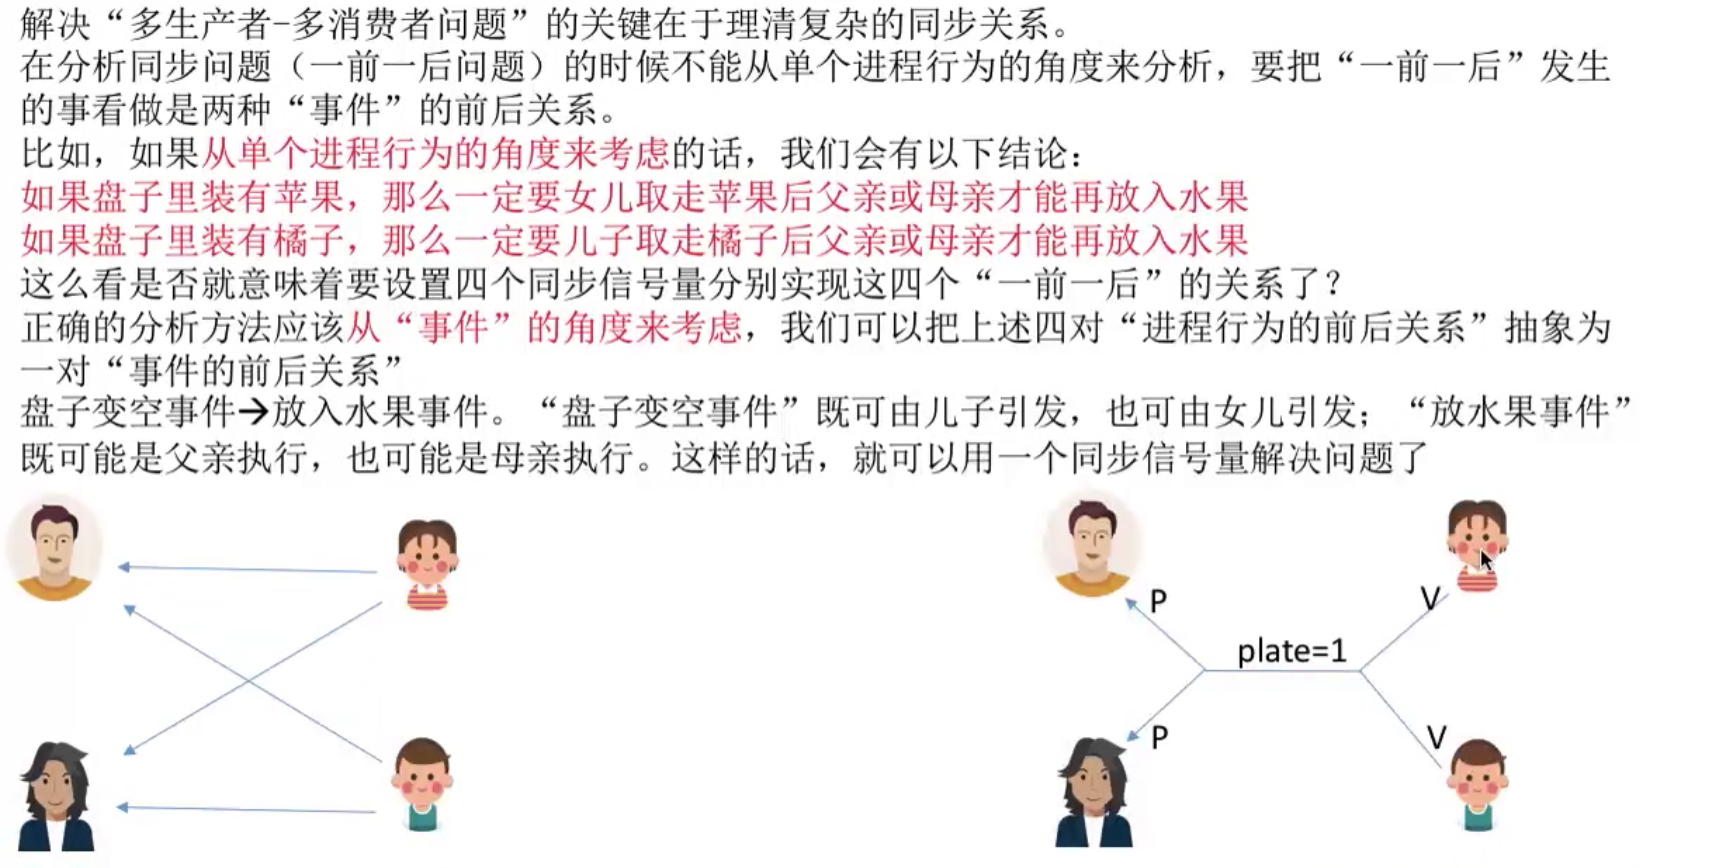 解决“多生产者-多消费者问题”的关键在于理清复杂的同步关系。
在分析同步问题（一前一后问题）的时候不能从单个进程行为的角度来分析，要把“一前一后”发生
的事看做是两种“事件”的前后关系。
比如，如果从单个进程行为的角度来考虑的话，我们会有以下结论：
如果盘子里装有苹果，那么一定要女儿取走苹果后父亲或母亲才能再放入水果
如果盘子里装有橘子，那么一定要儿子取走橘子后父亲或母亲才能再放入水果
这么看是否就意味着要设置四个同步信号量分别实现这四个“一前一后”的关系了？
正确的分析方法应该从“事件”的角度来考虑，我们可以把上述四对“进程行为的前后关系”抽象为
一对“事件的前后关系”
盘子变空事件→放入水果事件。“盘子变空事件”既可由儿子引发，也可由女儿引发；“放水果事件”
既可能是父亲执行，也可能是母亲执行。这样的话，就可以用一个同步信号量解决问题了
P
V
plate=1
P
V